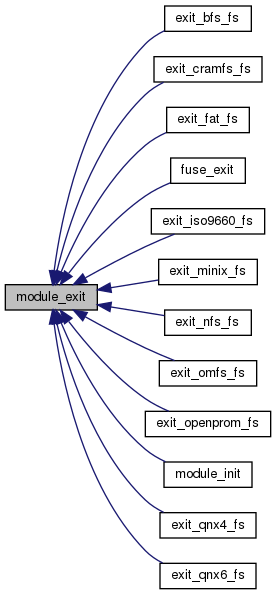 exit_bfs_fs
exit_cramfs_fs
exit_fat_fs
fuse_exit
exit_iso9660_fs
exit_minix_fs
module_exit
exit_nfs_fs
exit_omfs_fs
exit_openprom_fs
module_init
exit_qnx4_fs
exit_qnx6_fs